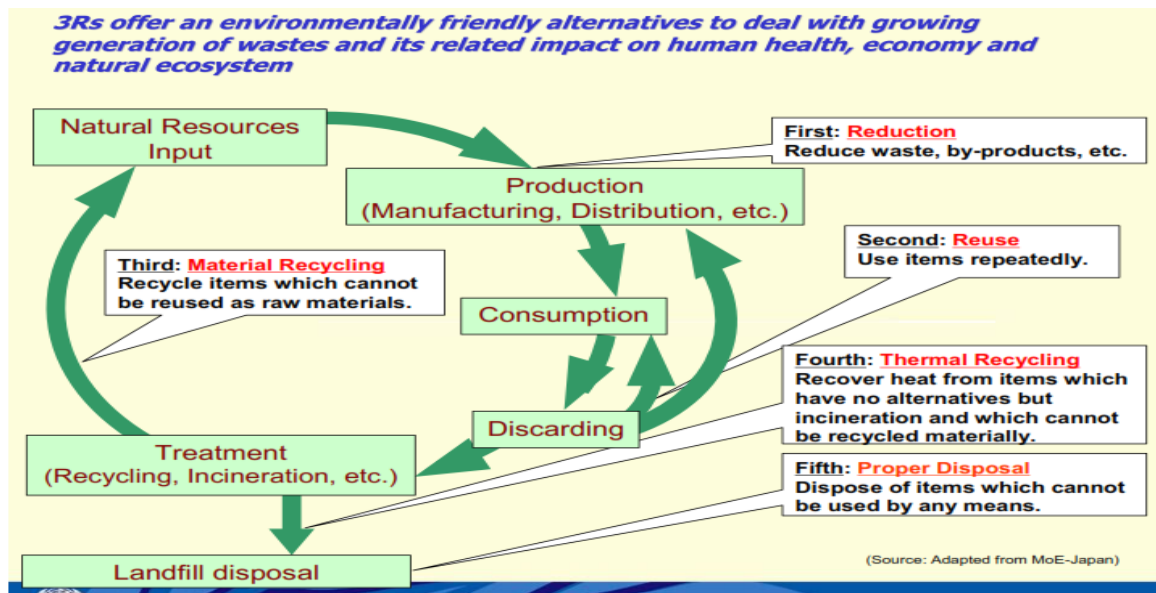 3Rs offer an environmentally friendly alternatives to deal with growing
generation of wastes and its related impact on human health, economy and
natural ecosystem
Natural Resources
Input
First: Reduction
Reduce waste, by-products, etc.
Production
(Manufacturing, Distribution, etc.)
Second: Reuse
Use items repeatedly.
Third: Material Recycling
Recycle items which cannot
be reused as raw materials.
Consumption
Fourth: Thermal Recycling
Recover heat from items which
have no alternatives but
incineration and which cannot
be recycled materially.
Discarding
Treatment
(Recycling, Incineration, etc.)
Fifth: Proper Disposal
Dispose of items which cannot
be used by any means.
Landfill disposal
(Source: Adapted from MoE-Japan)